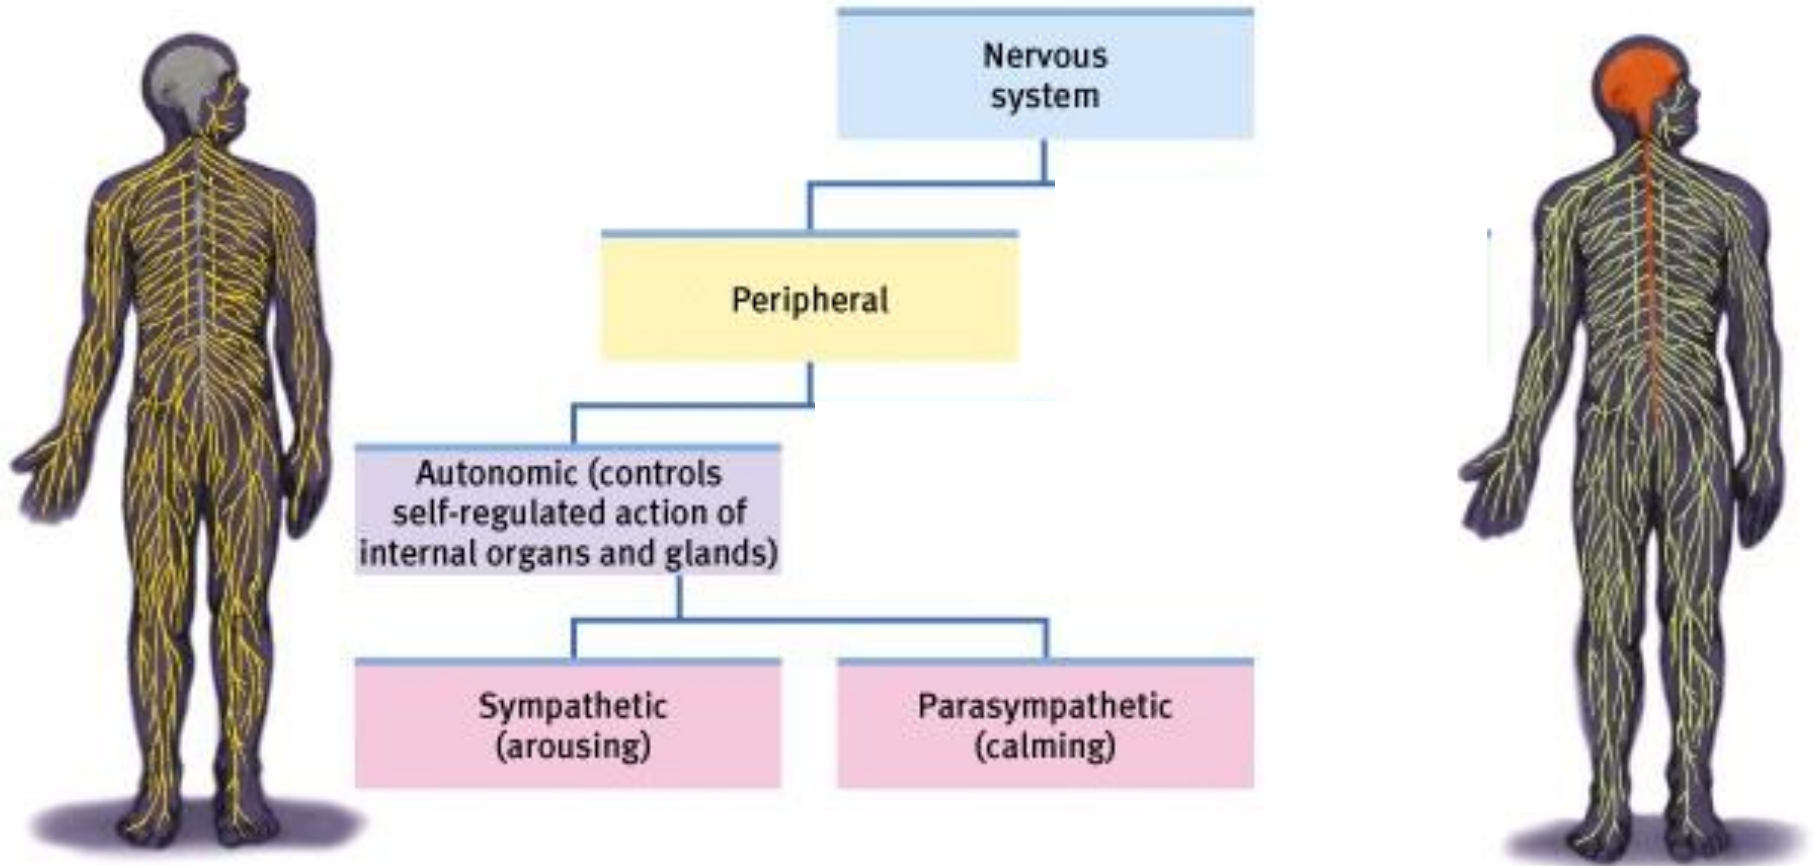 Nervous
system
Peripheral
Autonomic (controls
self-regulated action of
internal organs and glands)
Sympathetic
(arousing)
Parasympathetic
(calming)